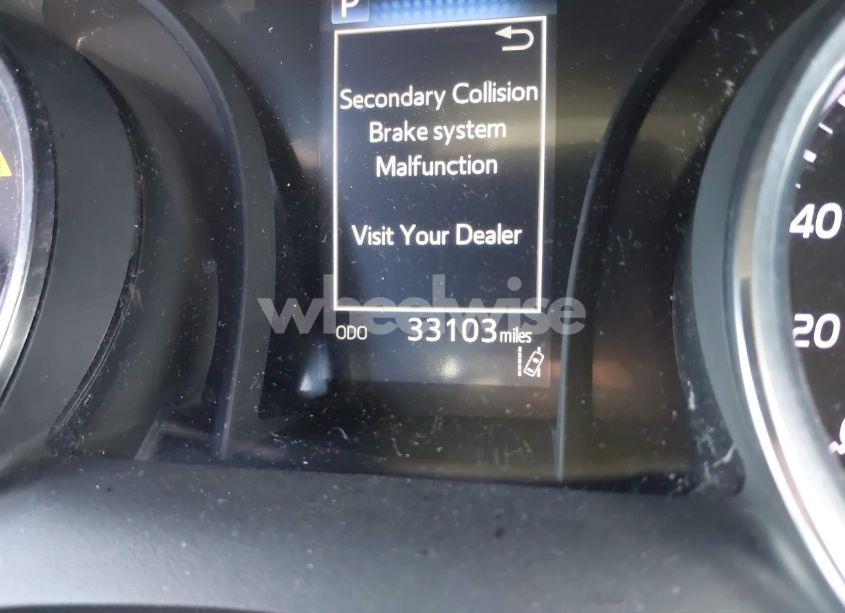 P
Secondary Collision
Brake system
Malfunction
Visit Your Dealer
wheelwise
ODO 33103 miles
40
20